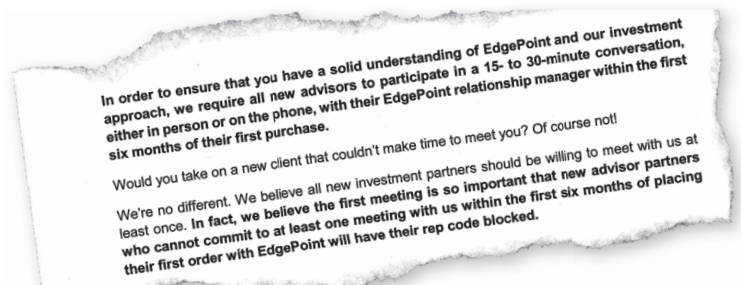 In order to ensure that you have a solid understanding of EdgePoint and our investment
approach, we require all new advisors to participate in a 15- to 30-minute conversation,
either in person or on the phone, with their EdgePoint relationship manager within the first
six months of their first purchase.
Would you take on a new client that couldn't make time to meet you? Of course not!
We're no different. We believe all new investment partners should be willing to meet with us at
least once. In fact, we believe the first meeting is so important that new advisor partners
who cannot commit to at least one meeting with us within the first six months of placing
their first order with EdgePoint will have their rep code blocked.